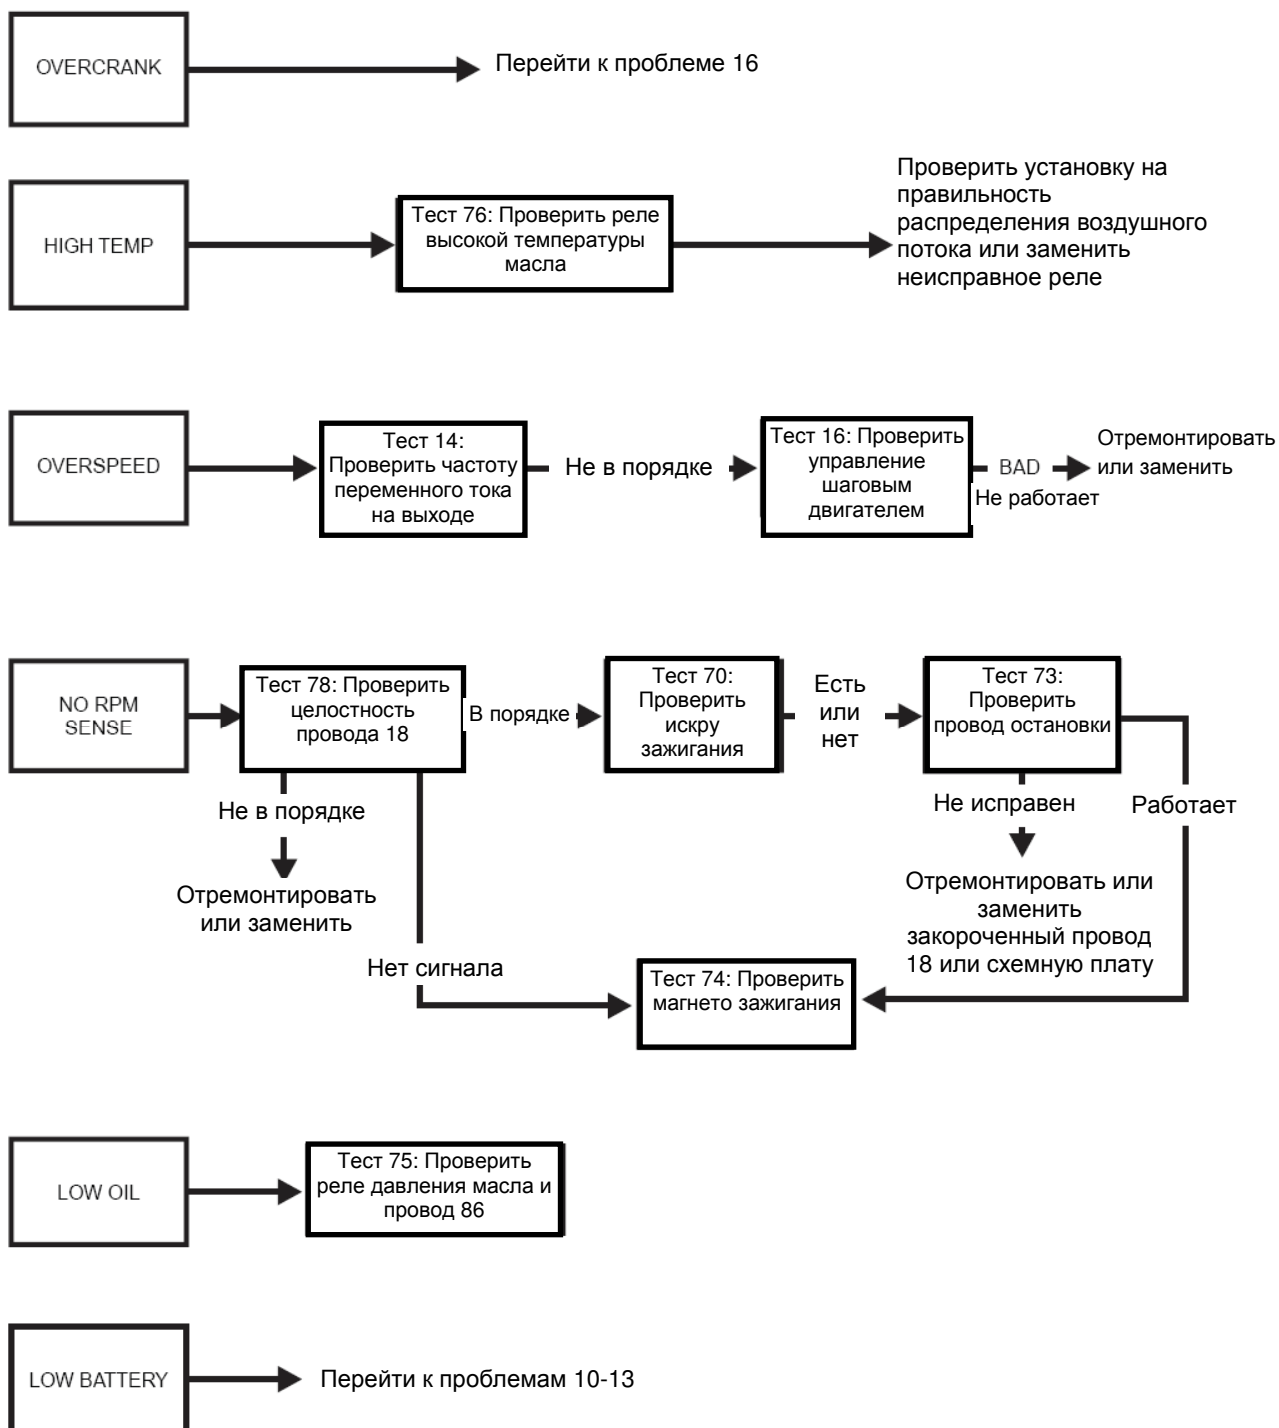 OVERCRANK
Перейти к проблеме 16
HIGH TEMP
Тест 76: Проверить реле
высокой температуры
масла
Проверить установку на
правильность
распределения воздушного
потока или заменить
неисправное реле
OVERSPEED
Тест 14:
Проверить частоту
переменного тока
на выходе
Не в порядке
Тест 16: Проверить
управление
шаговым
двигателем
BAD
Не работает
Отремонтировать
или заменить
NO RPM
SENSE
Тест 78: Проверить
целостность
провода 18
В порядке
Тест 70:
Проверить
искру
зажигания
Есть
или
нет
Тест 73:
Проверить
провод остановки
Не в порядке
Отремонтировать
или заменить
Не исправен
Работает
Отремонтировать или
заменить
закороченный провод
18 или схемную плату
Нет сигнала
Тест 74: Проверить
магнето зажигания
LOW OIL
Тест 75: Проверить
реле давления масла и
провод 86
LOW BATTERY
Перейти к проблемам 10-13